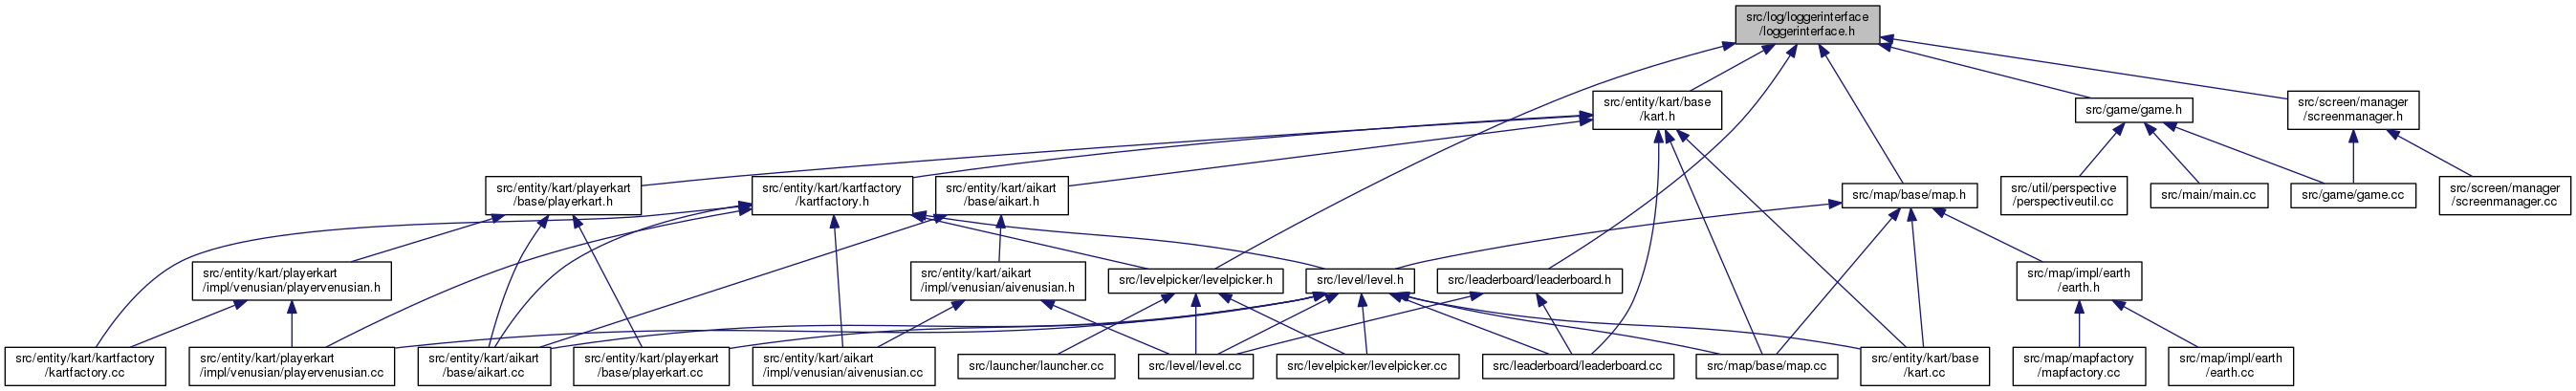 src/log/loggerinterface
/loggerinterface.h
src/entity/kart/base
/kart.h
src/game/game.h
src/screen/manager
/screenmanager.h
src/entity/kart/playerkart
/base/playerkart.h
src/entity/kart/kartfactory
/kartfactory.h
src/entity/kart/aikart
/base/aikart.h
src/map/base/map.h
src/util/perspective
/perspectiveutil.cc
src/main/main.cc
src/game/game.cc
src/screen/manager
/screenmanager.cc
src/entity/kart/playerkart
/impl/venusian/playervenusian.h
src/entity/kart/aikart
/impl/venusian/aivenusian.h
src/levelpicker/levelpicker.h
src/level/level.h
src/leaderboard/leaderboard.h
src/map/impl/earth
/earth.h
src/entity/kart/kartfactory
/kartfactory.cc
src/entity/kart/playerkart
/impl/venusian/playervenusian.cc
src/entity/kart/aikart
/base/aikart.cc
src/entity/kart/playerkart
/base/playerkart.cc
src/entity/kart/aikart
/impl/venusian/aivenusian.cc
src/launcher/launcher.cc
src/level/level.cc
src/levelpicker/levelpicker.cc
src/leaderboard/leaderboard.cc
src/map/base/map.cc
src/entity/kart/base
/kart.cc
src/map/mapfactory
/mapfactory.cc
src/map/impl/earth
/earth.cc